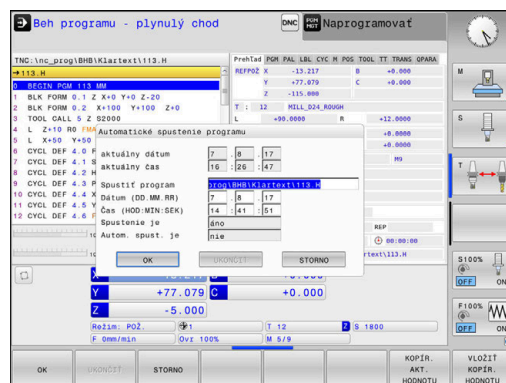 Beh programu - plynulý chod
DNC
Naprogramovať
TNC:\nc_prog\BHB\Klartext\113.H
→113.H
0 BEGIN PGM 113 MM
1 BLK FORM 0.1 Z X+0 Y+0 Z-20
2 BLK FORM 0.2 X+100 Y+100 Z+0
3 TOOL CALL 5 Z S2000
4 L Z+10 R0 FMA
5 L X+50 Y+50
6 CYCL DEF 4.0 F
7 CYCL DEF 4.1 S
8 CYCL DEF 4.2 H
9 CYCL DEF 4.3 P
10 CYCL DEF 4.4 X
11 CYCL DEF 4.5 Y
12 CYCL DEF 4.6 F
Prehľad PGM PAL LBL CYC M POS TOOL TT TRANS QPARA
REFPOZ X -13.217 B +0.000
Y +77.079 C +0.000
Z -115.000
T : 12 MILL_D24_ROUGH
L +90.0000 R +12.0000
+0.0000
+0.0000
M9
REP
00:00:00
rtext\113.H
Automatické spustenie programu
aktuálny dátum 7 . 8 . 17
aktuálny čas 16 : 26 : 47
Spustiť program prog\BHB\Klartext\113.H
Dátum (DD.MM.RR) 7 . 8 . 17
Čas (HOD:MIN:SEK) 14 : 41 : 51
Spustenie je áno
Autom. spust. je nie
OK UKONČIŤ STORNO
Y +77.079 C +0.000
Z -5.000
Režim: POŽ. 1 T 12 Z S 1800
F 0mm/min Ovr 100% M 5/9
M
S
T
S100%
OFF ON
F100%
OFF ON
OK
UKONČIŤ
STORNO
KOPÍR. AKT. HODNOTU
VLOŽIŤ KOPÍR. HODNOTU